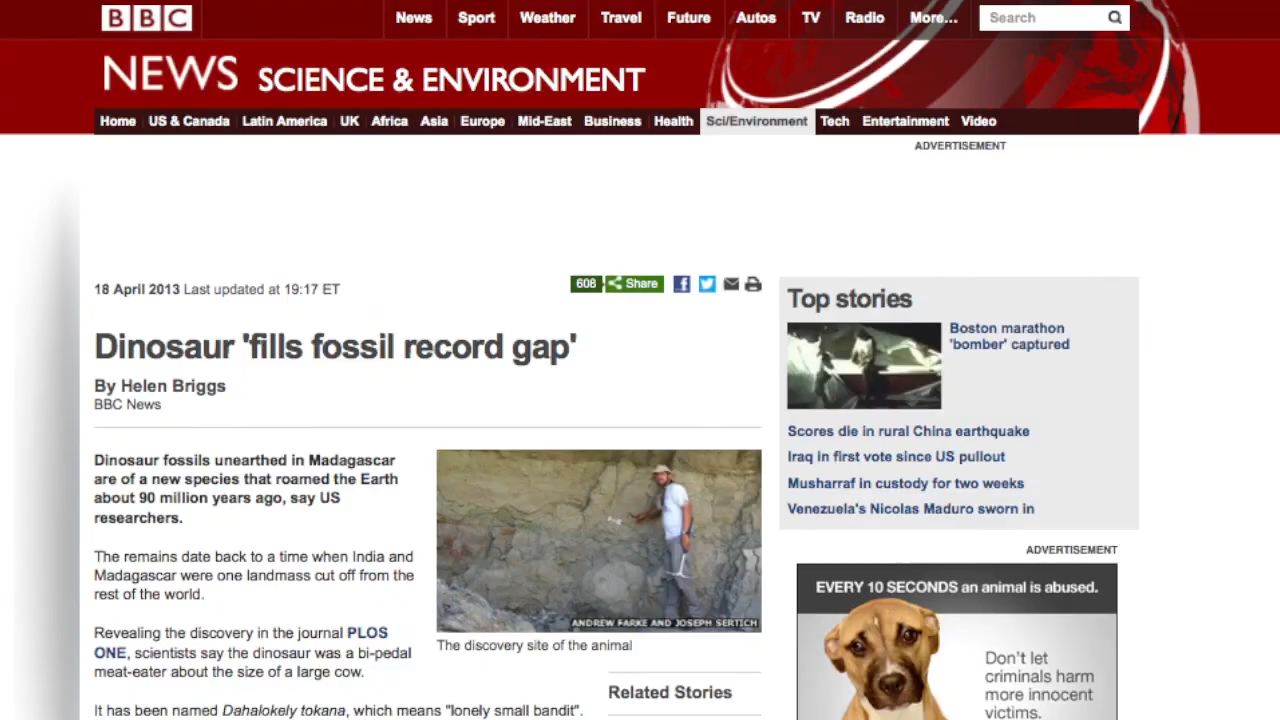 BBC
News Sport Weather Travel Future Autos TV Radio More... Search
NEWS SCIENCE & ENVIRONMENT
Home US & Canada Latin America UK Africa Asia Europe Mid-East Business Health Sci/Environment Tech Entertainment Video
ADVERTISEMENT
18 April 2013 Last updated at 19:17 ET
608 Share
Dinosaur 'fills fossil record gap'
By Helen Briggs
BBC News
Dinosaur fossils unearthed in Madagascar
are of a new species that roamed the Earth
about 90 million years ago, say US
researchers.
The remains date back to a time when India and
Madagascar were one landmass cut off from the
rest of the world.
Revealing the discovery in the journal PLOS
ONE, scientists say the dinosaur was a bi-pedal
meat-eater about the size of a large cow.
It has been named Dahalokely tokana, which means "lonely small bandit".
ANDREW FARKE AND JOSEPH SERTICH
The discovery site of the animal
Related Stories
Top stories
Boston marathon
'bomber' captured
Scores die in rural China earthquake
Iraq in first vote since US pullout
Musharraf in custody for two weeks
Venezuela's Nicolas Maduro sworn in
ADVERTISEMENT
EVERY 10 SECONDS an animal is abused.
Don't let
criminals harm
more innocent
victims.